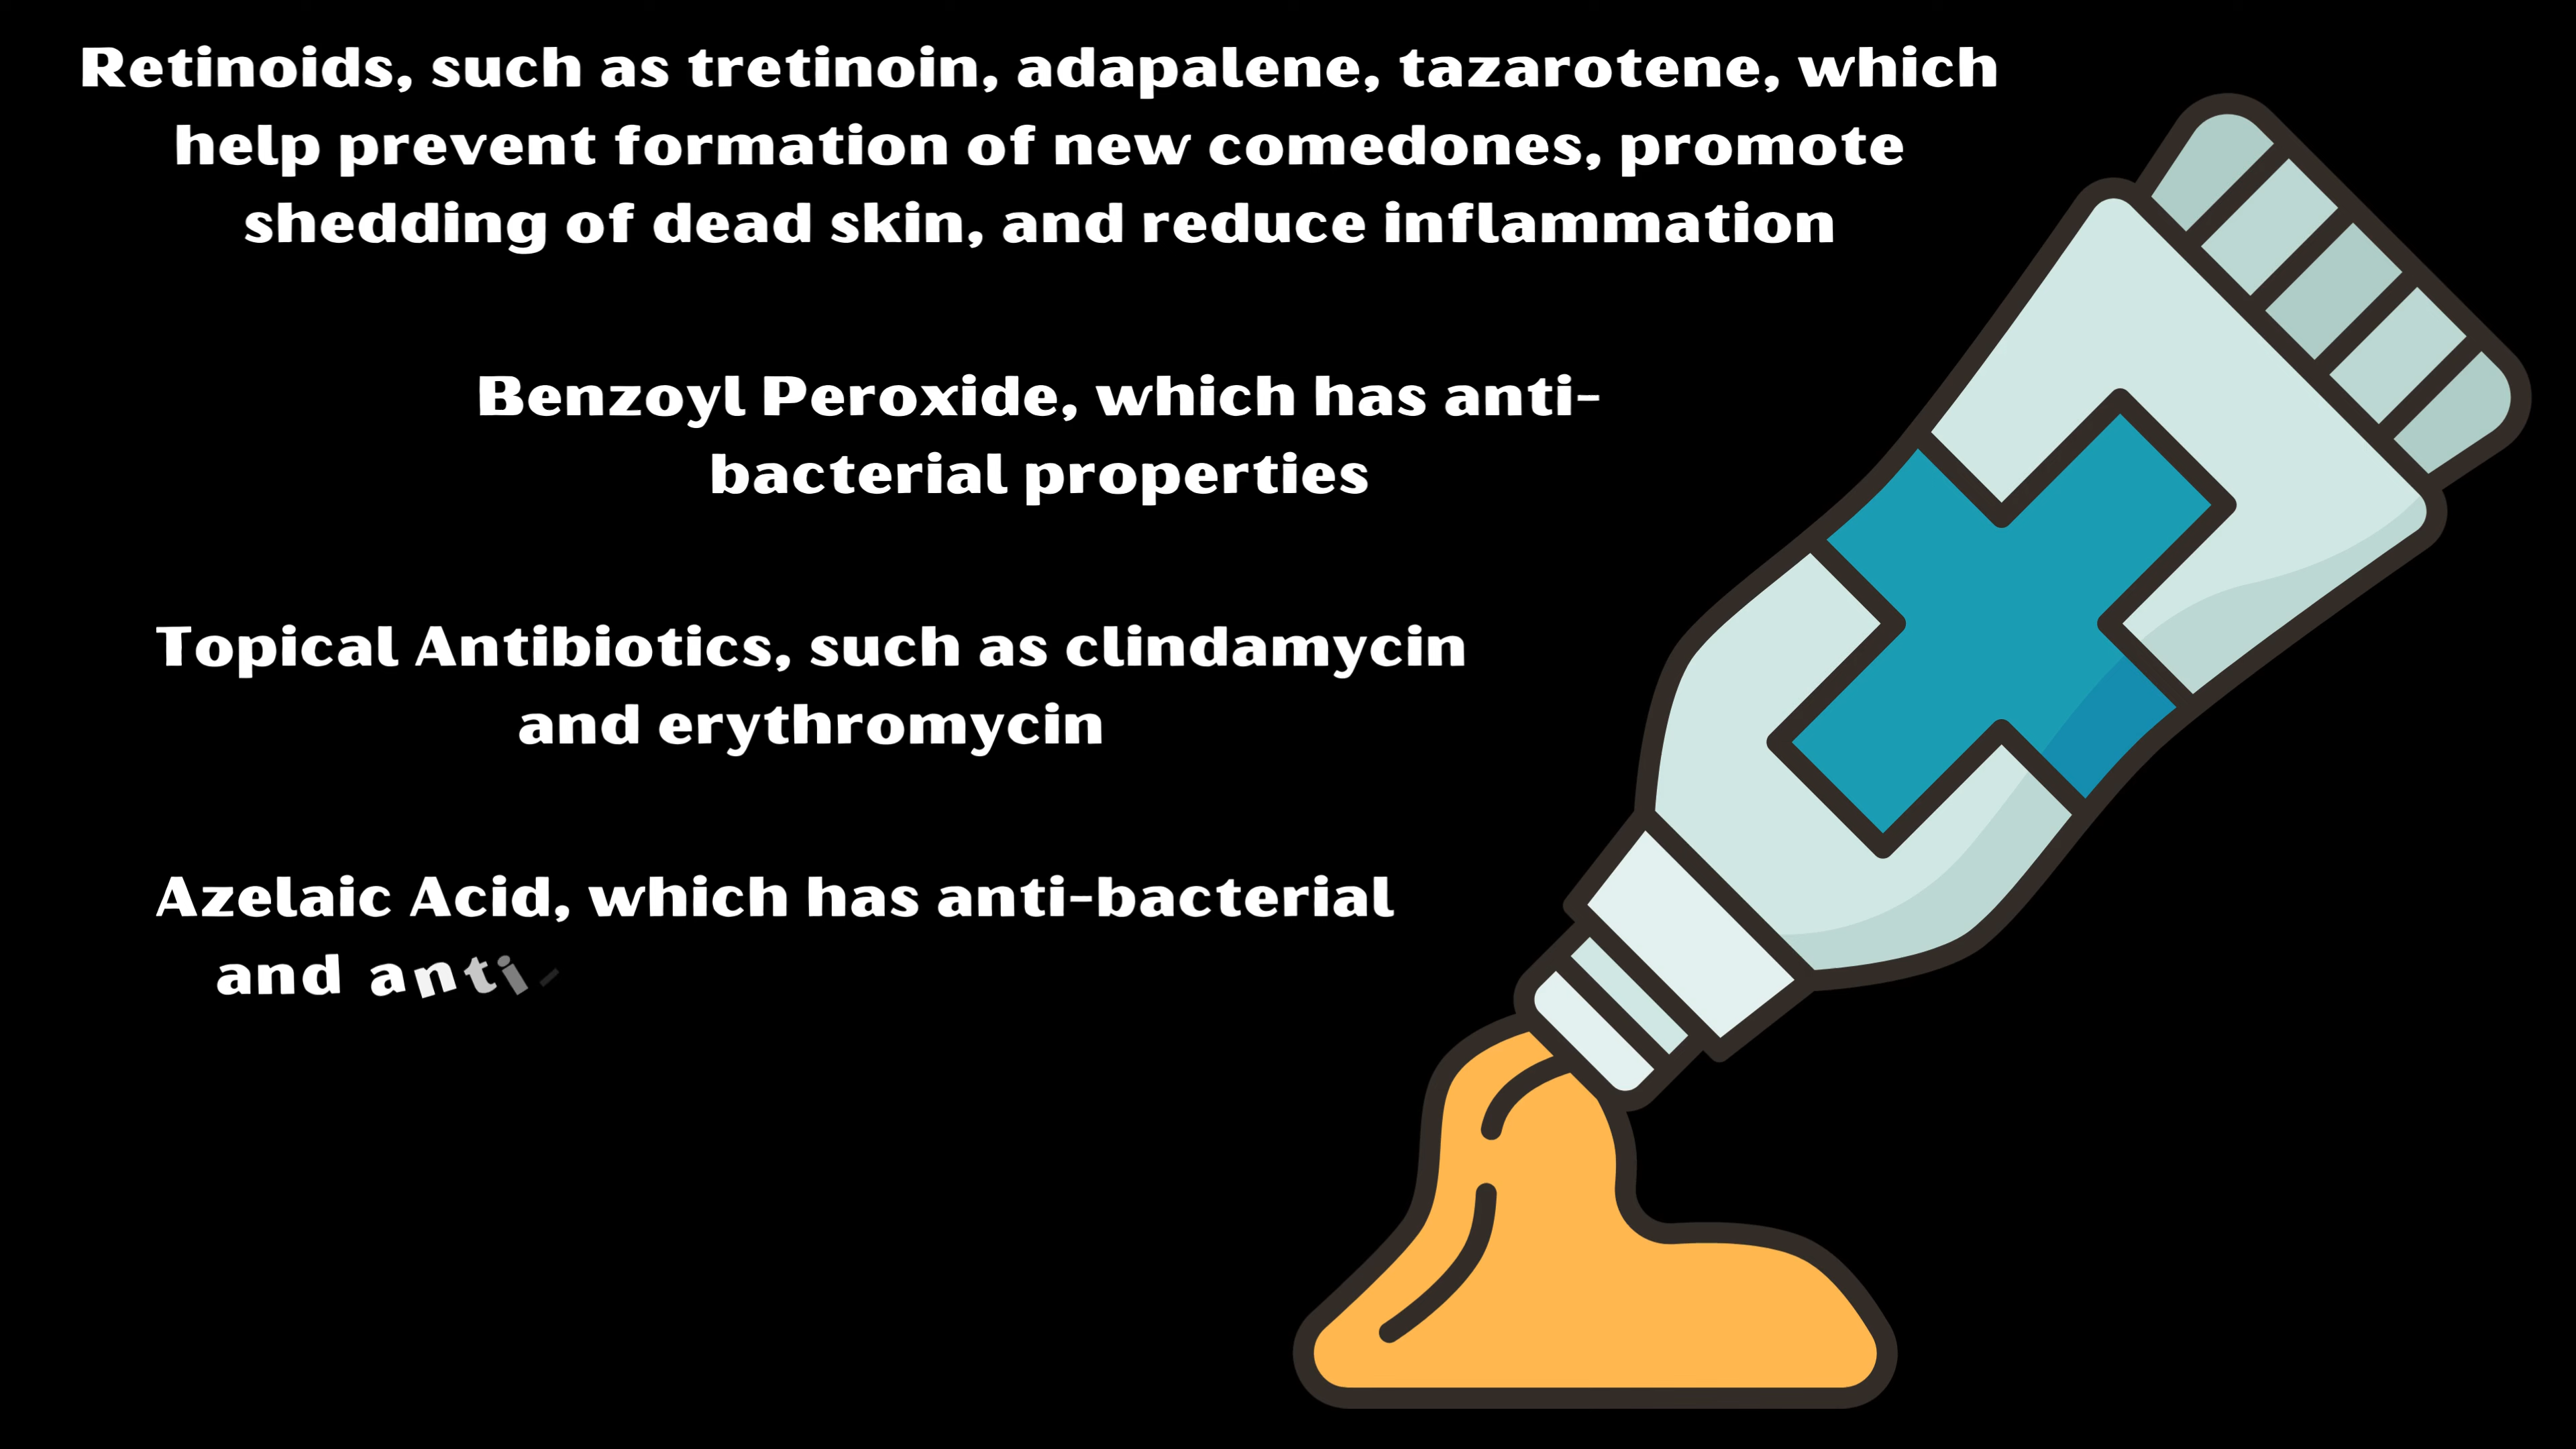 Retinoids, such as tretinoin, adapalene, tazarotene, which
help prevent formation of new comedones, promote
shedding of dead skin, and reduce inflammation
Benzoyl Peroxide, which has anti-
bacterial properties
Topical Antibiotics, such as clindamycin
and erythromycin
Azelaic Acid, which has anti-bacterial
and anti-